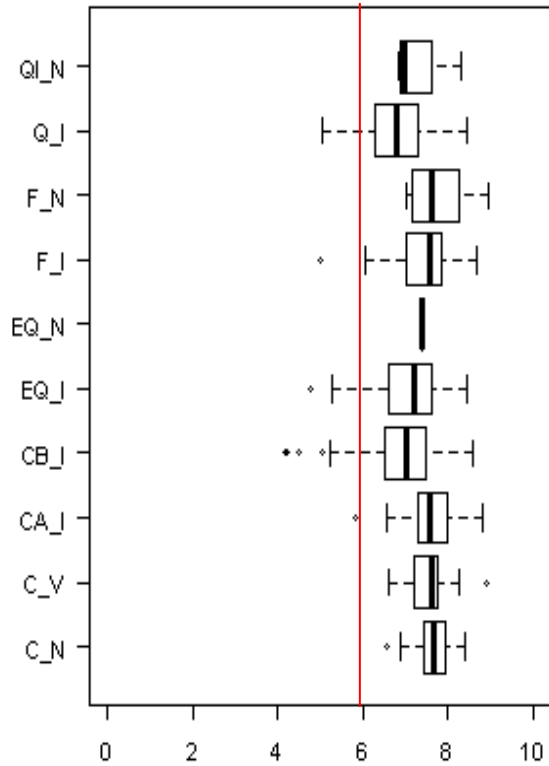 QI_N
Q_I
F_N
F_I
EQ_N
EQ_I
CB_I
CA_I
C_V
C_N
0 2 4 6 8 10